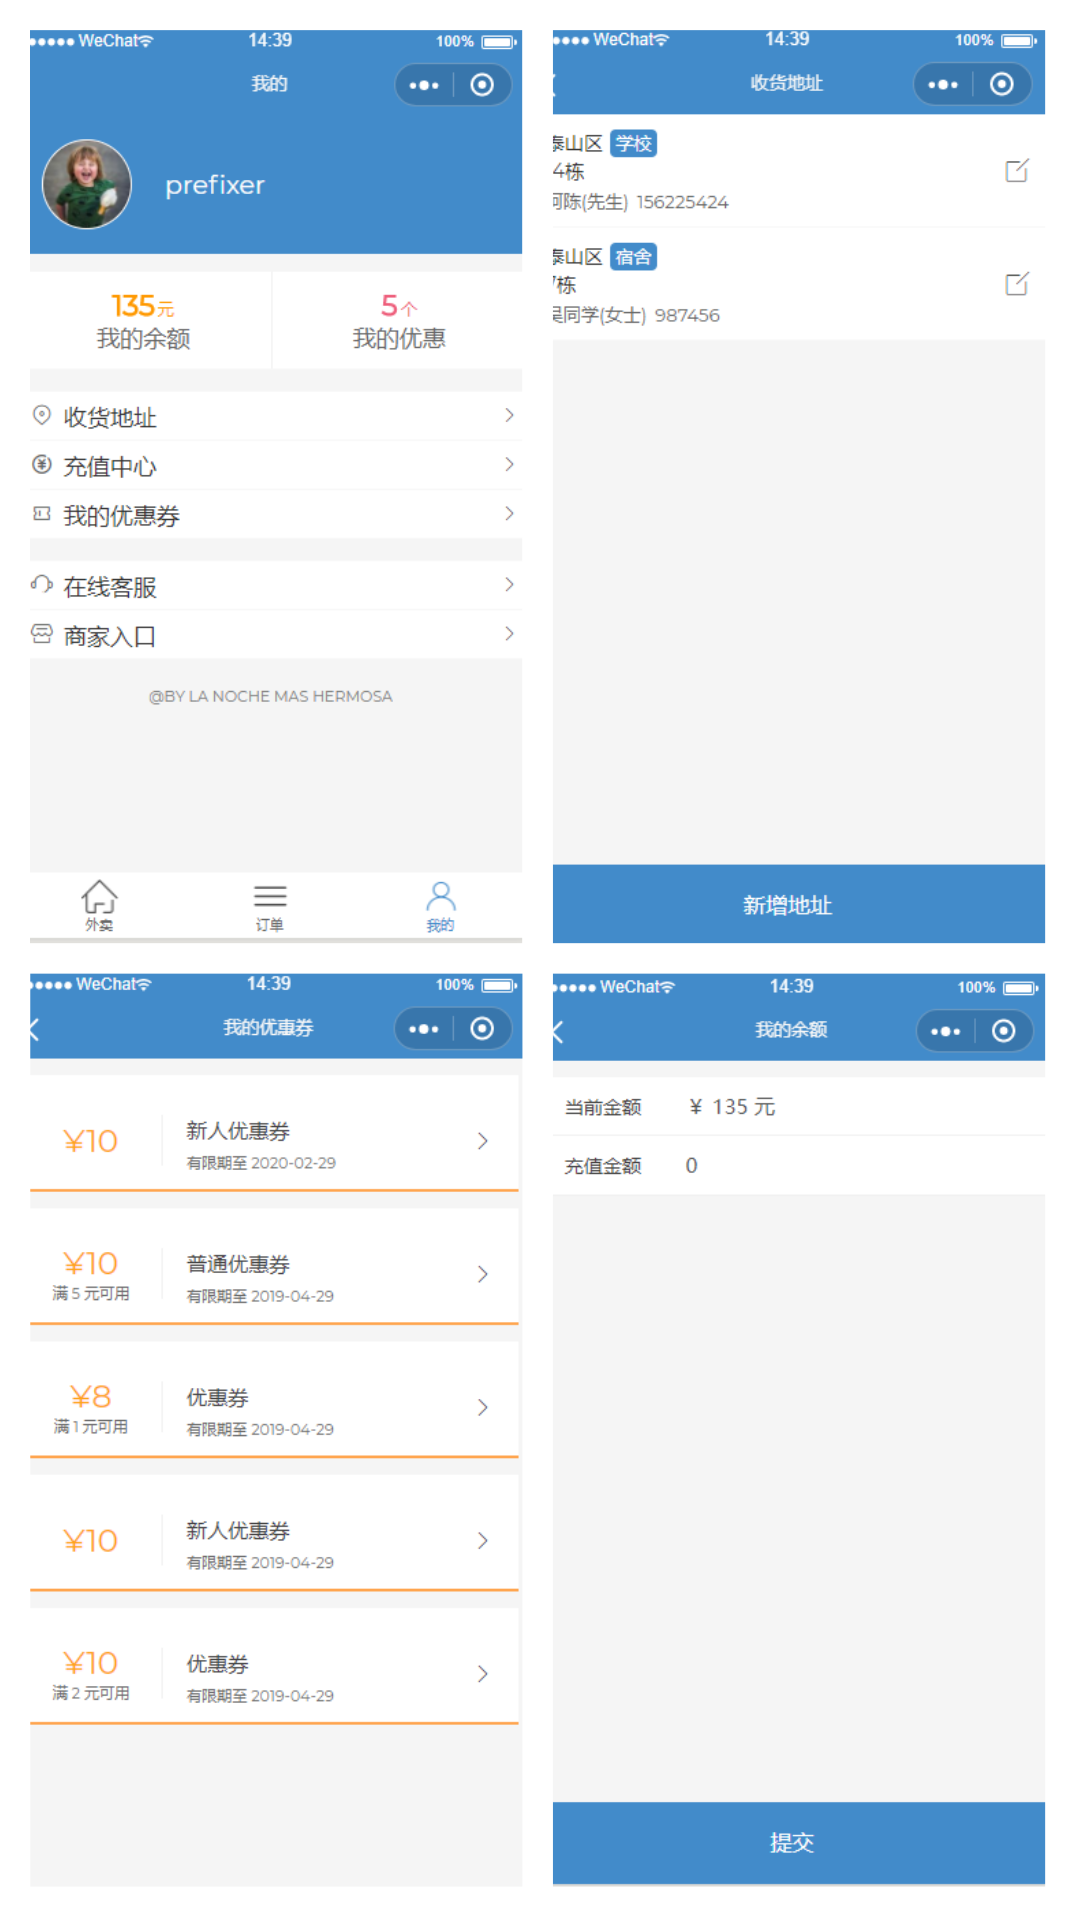 WeChat 14:39 100%
我的
prefixer
135元
我的余额
5个
我的优惠
收货地址
充值中心
我的优惠券
在线客服
商家入口
@BY LA NOCHE MAS HERMOSA
外卖
订单
我的
WeChat 14:39 100%
收货地址
泰山区 学校
4栋
阿陈(先生) 156225424
泰山区 宿舍
7栋
吴同学(女士) 987456
新增地址
WeChat 14:39 100%
我的优惠券
¥10
新人优惠券
有限期至 2020-02-29
¥10
满 5 元可用
普通优惠券
有限期至 2019-04-29
¥8
满 1 元可用
优惠券
有限期至 2019-04-29
¥10
新人优惠券
有限期至 2019-04-29
¥10
满 2 元可用
优惠券
有限期至 2019-04-29
WeChat 14:39 100%
我的余额
当前金额 ¥ 135 元
充值金额 0
提交